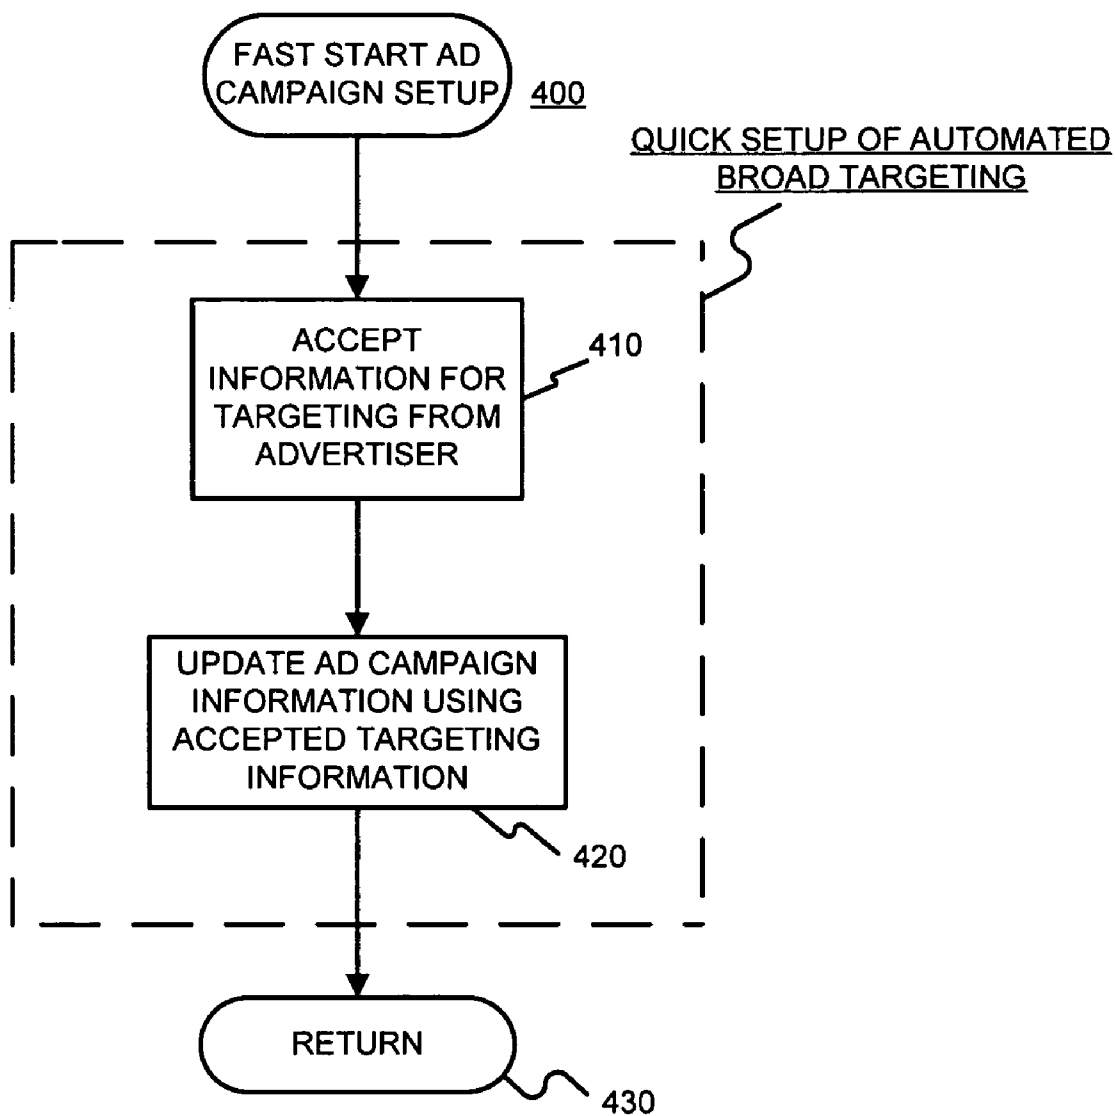 FAST START AD
CAMPAIGN SETUP
400
QUICK SETUP OF AUTOMATED
BROAD TARGETING
ACCEPT
INFORMATION FOR
TARGETING FROM
ADVERTISER
410
UPDATE AD CAMPAIGN
INFORMATION USING
ACCEPTED TARGETING
INFORMATION
420
RETURN
430